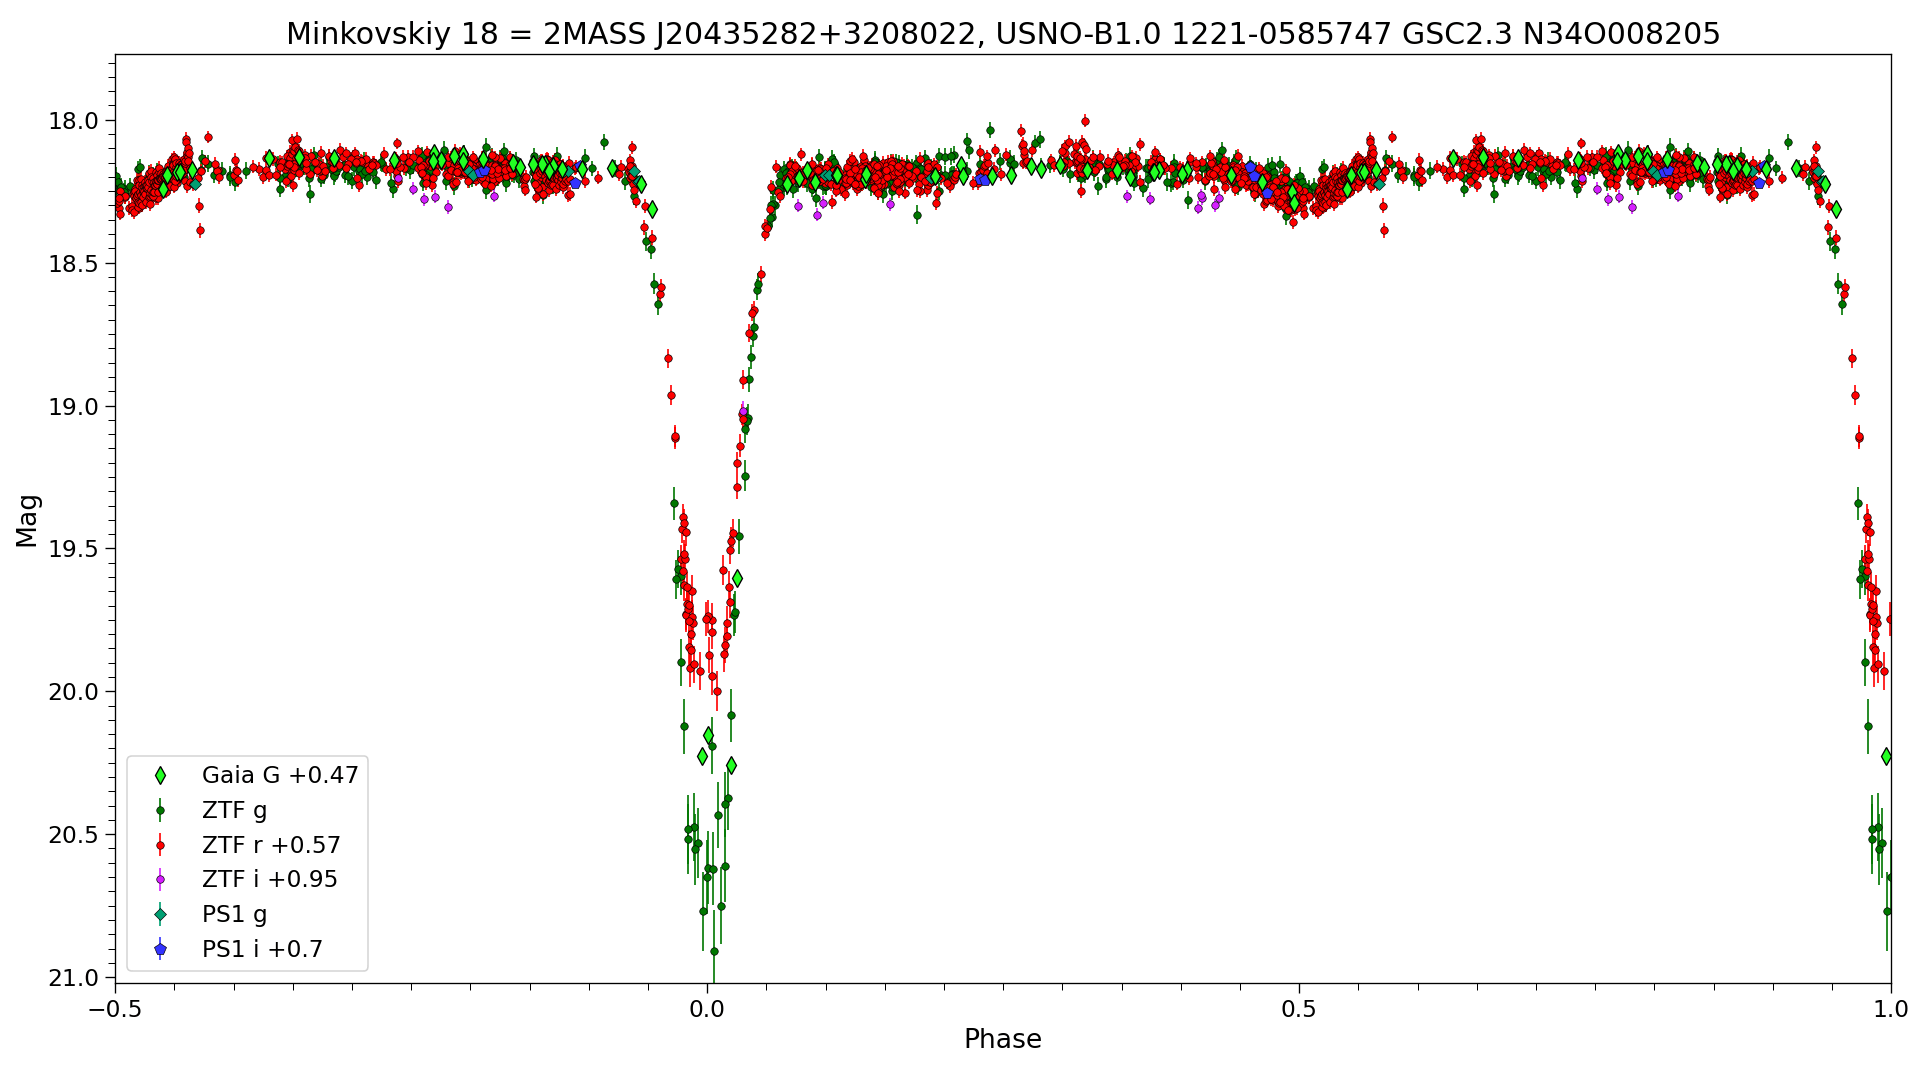 Minkovskiy 18 = 2MASS J20435282+3208022, USNO-B1.0 1221-0585747 GSC2.3 N34O008205
18.0
18.5
19.0
19.5
20.0
20.5
21.0
Mag
Gaia G +0.47
ZTF g
ZTF r +0.57
ZTF i +0.95
PS1 g
PS1 i +0.7
−0.5 0.0 0.5 1.0
Phase